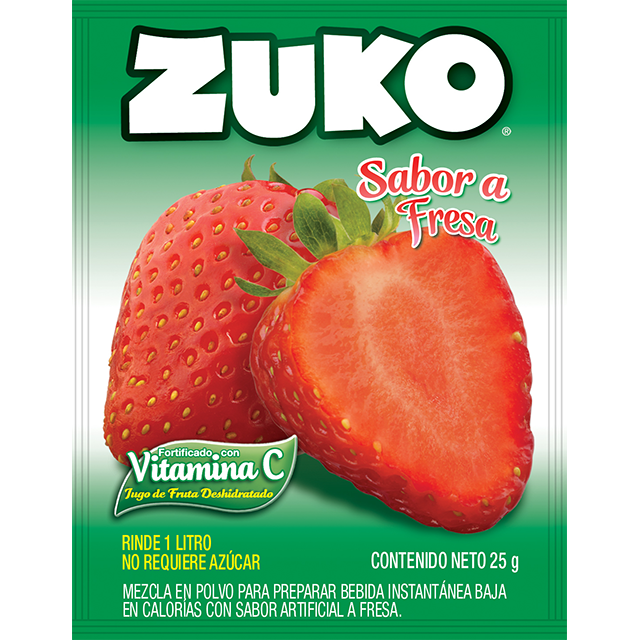 ZUKO®
Sabor a
Fresa
Fortificado con
Vitamina C
Jugo de Fruta Deshidratado
RINDE 1 LITRO
NO REQUIERE AZÚCAR
CONTENIDO NETO 25 g
MEZCLA EN POLVO PARA PREPARAR BEBIDA INSTANTÁNEA BAJA
EN CALORÍAS CON SABOR ARTIFICIAL A FRESA.